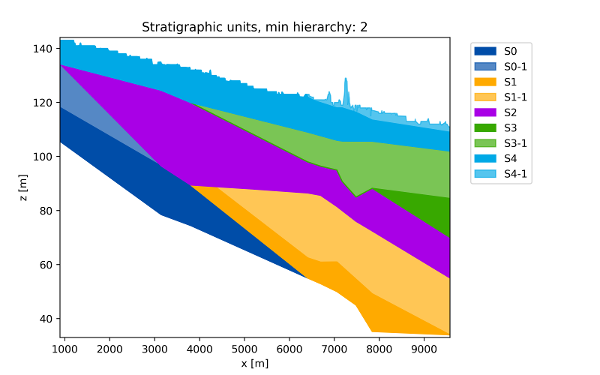 Stratigraphic units, min hierarchy: 2
140
120
100
80
60
40
z [m]
1000 2000 3000 4000 5000 6000 7000 8000 9000
x [m]
S0
S0-1
S1
S1-1
S2
S3
S3-1
S4
S4-1